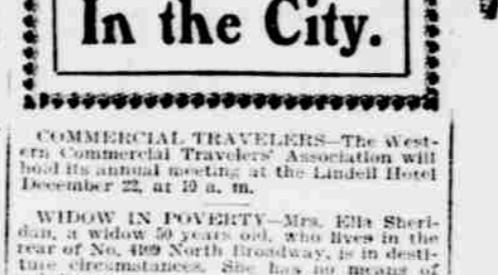 In the City.
COMMERCIAL TRAVELERS—The West-
ern Commercial Travelers' Association will
hold its annual meeting at the Lindell Hotel
December 22, at 10 a. m.
WIDOW IN POVERTY—Mrs. Ella Sheri-
dan, a widow 50 years old, who lives in the
rear of No. 4109 North Broadway, is in desti-
tute circumstances. She has no means of